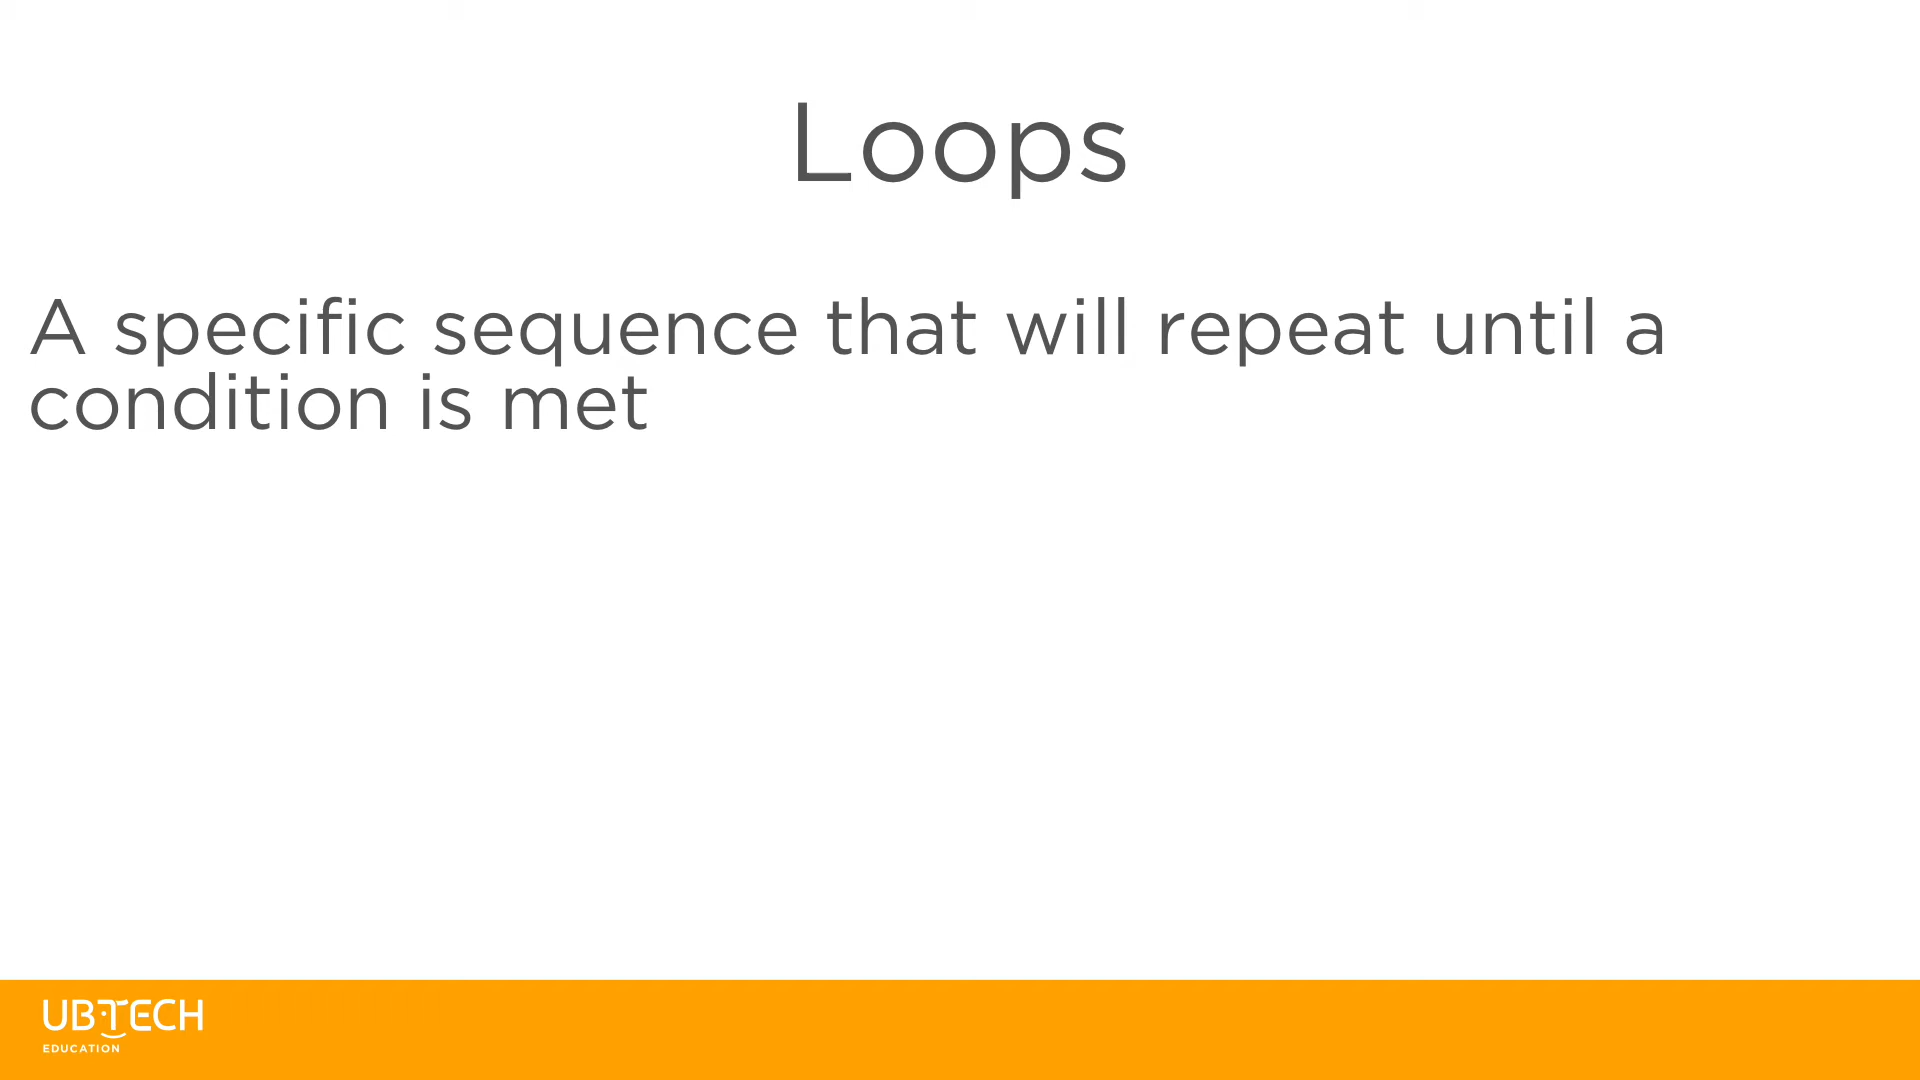 Loops
A specific sequence that will repeat until a
condition is met
UBTECH
EDUCATION